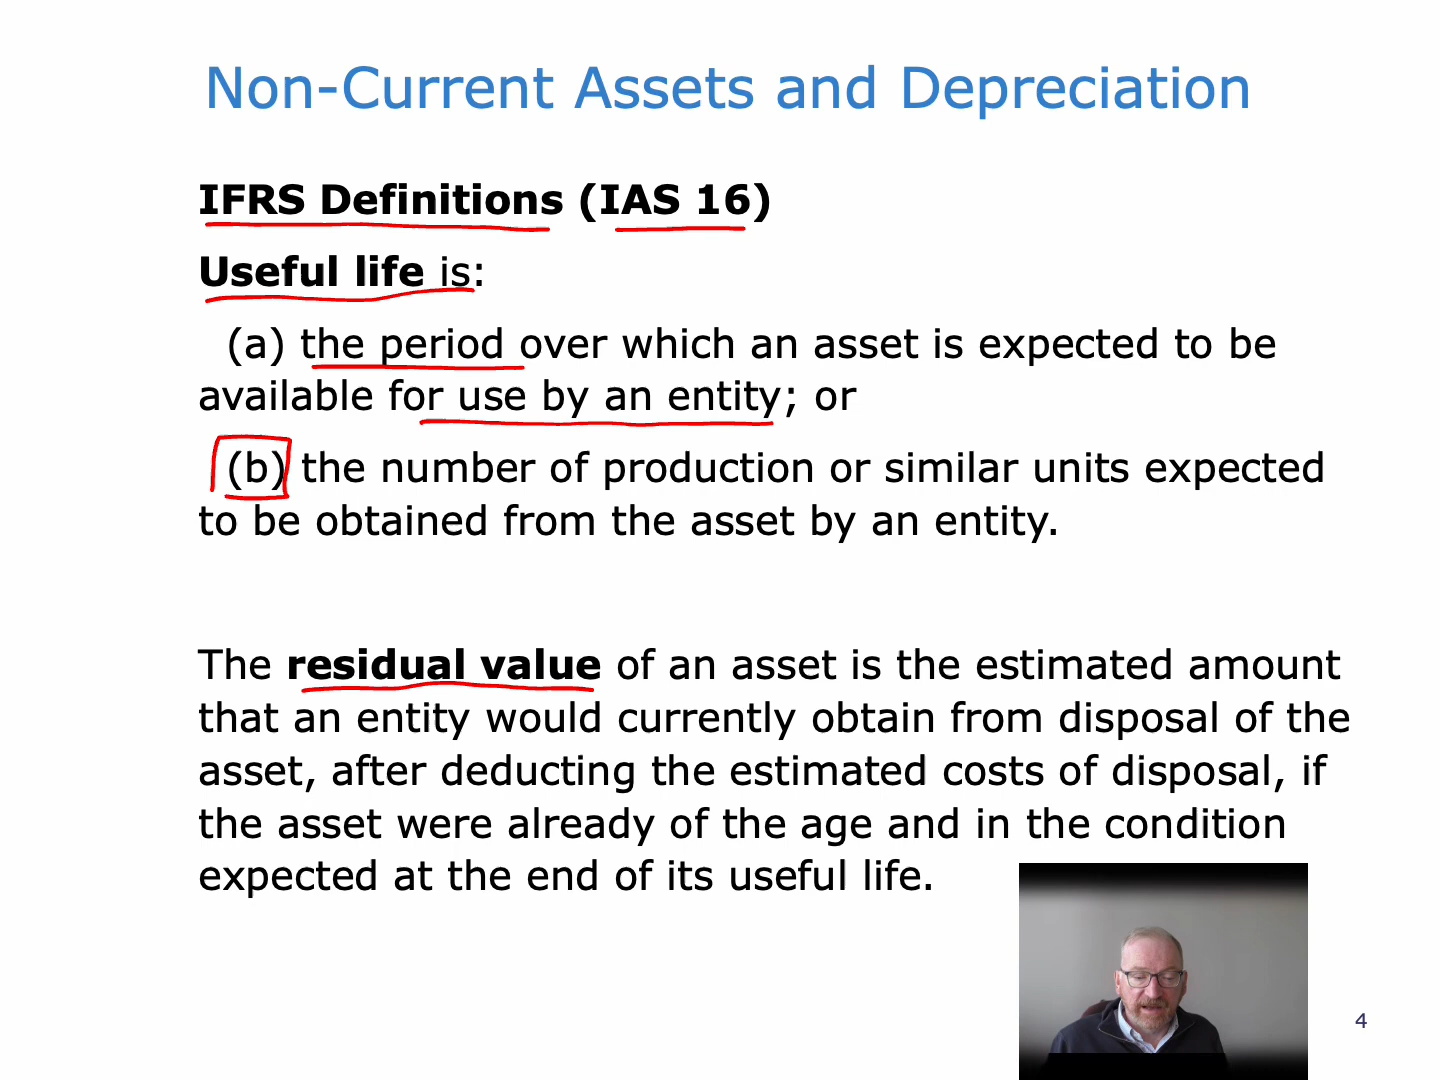 Non-Current Assets and Depreciation
IFRS Definitions (IAS 16)
Useful life is:
(a) the period over which an asset is expected to be
available for use by an entity; or
(b) the number of production or similar units expected
to be obtained from the asset by an entity.
The residual value of an asset is the estimated amount
that an entity would currently obtain from disposal of the
asset, after deducting the estimated costs of disposal, if
the asset were already of the age and in the condition
expected at the end of its useful life.
4